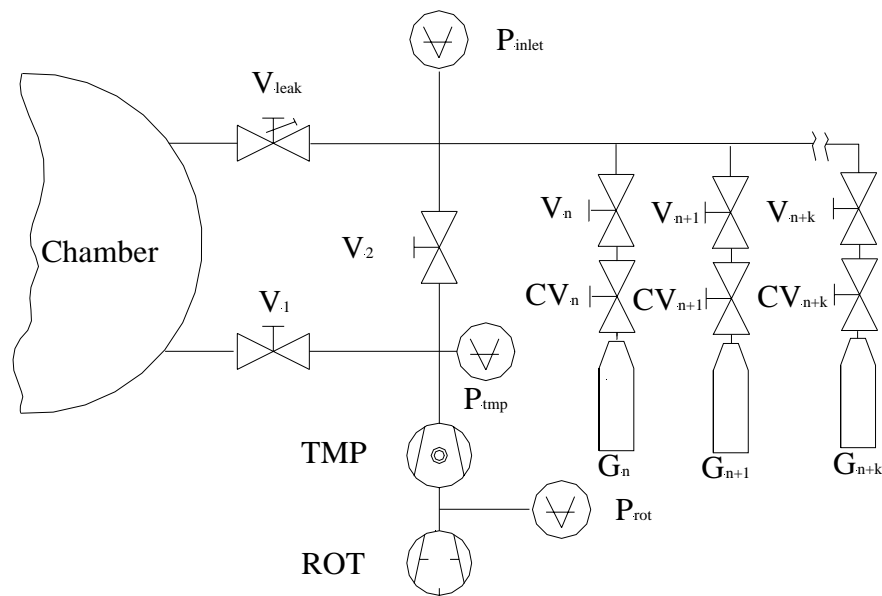 P.inlet
V.leak
Chamber
V.2
V.n
V.n+1
V.n+k
V.1
CV.n
CV.n+1
CV.n+k
P.tmp
TMP
G.n
G.n+1
G.n+k
P.rot
ROT